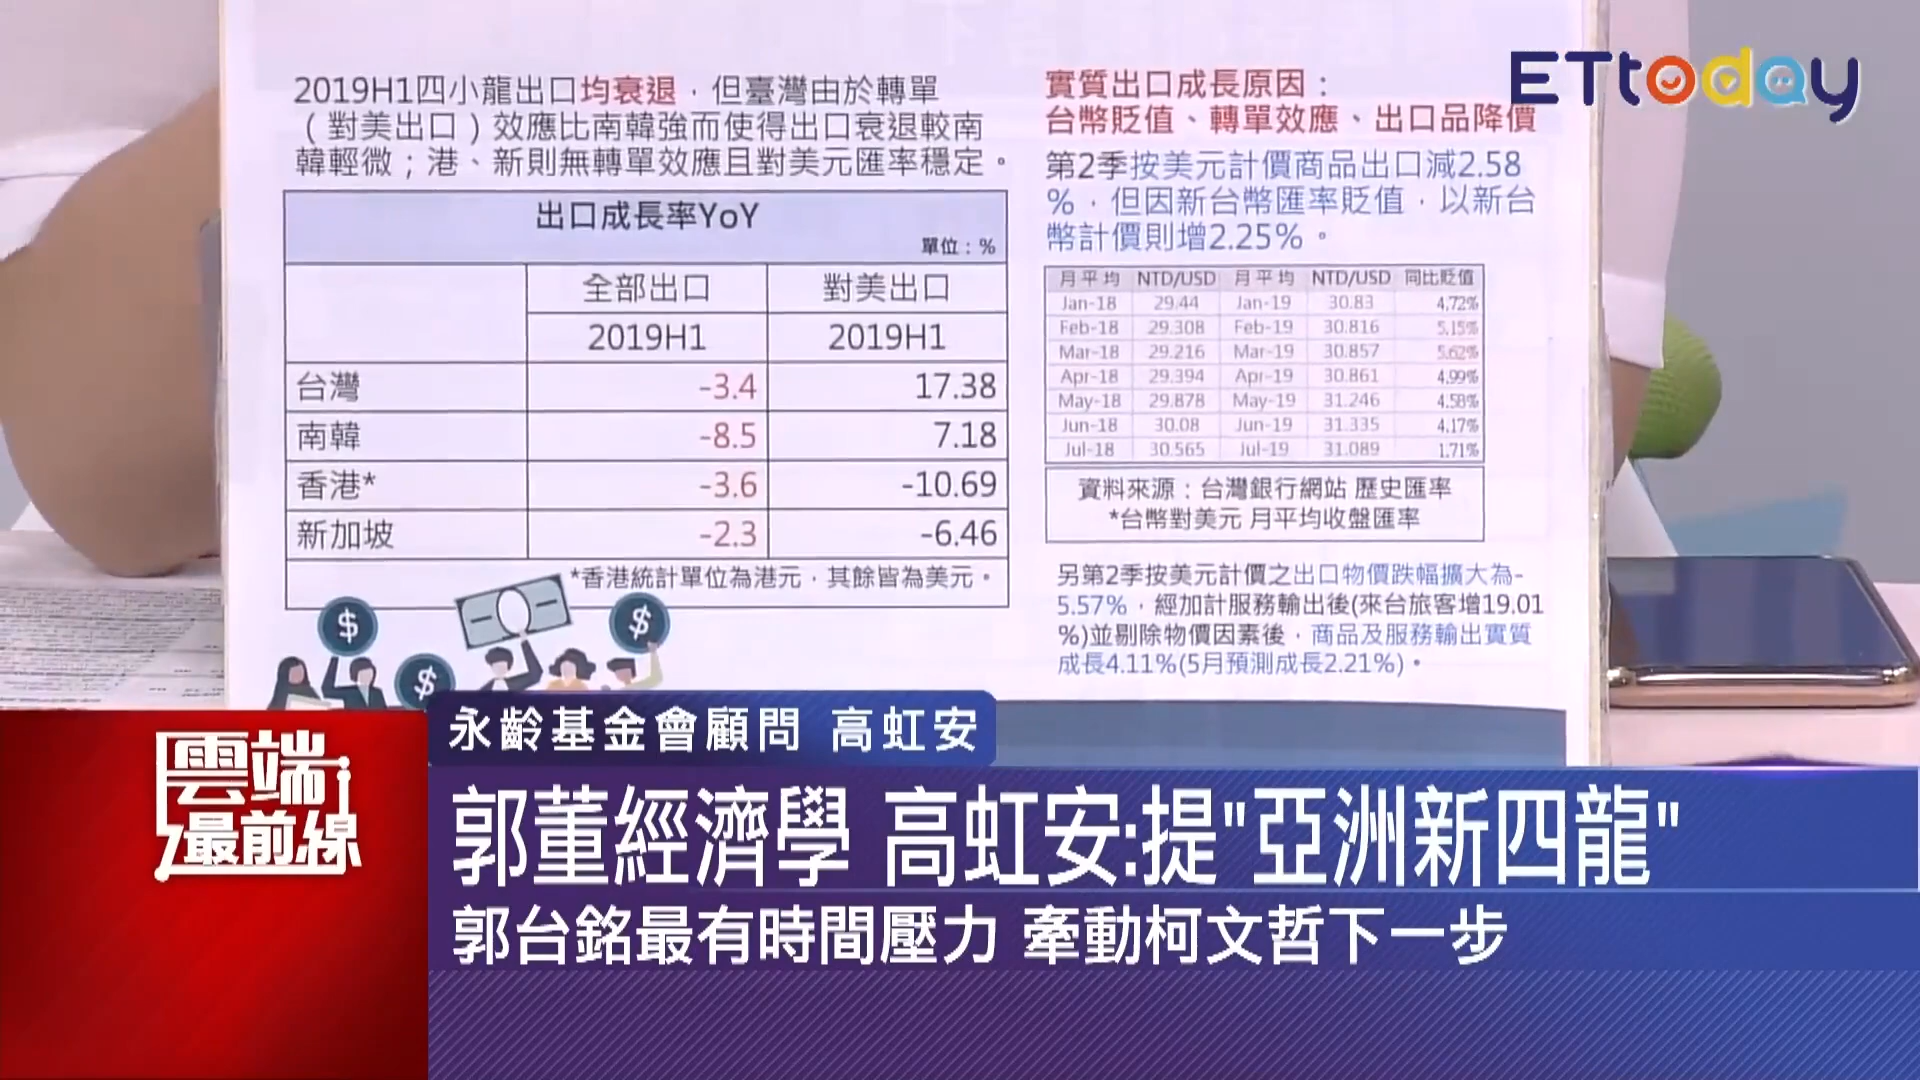 ETtoday
2019H1四小龍出口均衰退，但臺灣由於轉單
（對美出口）效應比南韓強而使得出口衰退較南
韓輕微；港、新則無轉單效應且對美元匯率穩定。
出口成長率YoY
單位：%
全部出口 對美出口
2019H1 2019H1
台灣 -3.4 17.38
南韓 -8.5 7.18
香港* -3.6 -10.69
新加坡 -2.3 -6.46
*香港統計單位為港元，其餘皆為美元。
$ $ $
實質出口成長原因：
台幣貶值、轉單效應、出口品降價
第2季按美元計價商品出口減2.58
%，但因新台幣匯率貶值，以新台
幣計價則增2.25%。
月平均 NTD/USD 月平均 NTD/USD 同比貶值
Jan-18 29.44 Jan-19 30.83 4.72%
Feb-18 29.308 Feb-19 30.816 5.15%
Mar-18 29.216 Mar-19 30.857 5.62%
Apr-18 29.394 Apr-19 30.861 4.99%
May-18 29.878 May-19 31.246 4.58%
Jun-18 30.08 Jun-19 31.335 4.17%
Jul-18 30.565 Jul-19 31.089 1.71%
資料來源：台灣銀行網站 歷史匯率
*台幣對美元 月平均收盤匯率
另第2季按美元計價之出口物價跌幅擴大為-
5.57%，經加計服務輸出後(來台旅客增19.01
%)並剔除物價因素後，商品及服務輸出實質
成長4.11%(5月預測成長2.21%)。
雲端
最前線
永齡基金會顧問 高虹安
郭董經濟學 高虹安:提"亞洲新四龍"
郭台銘最有時間壓力 牽動柯文哲下一步